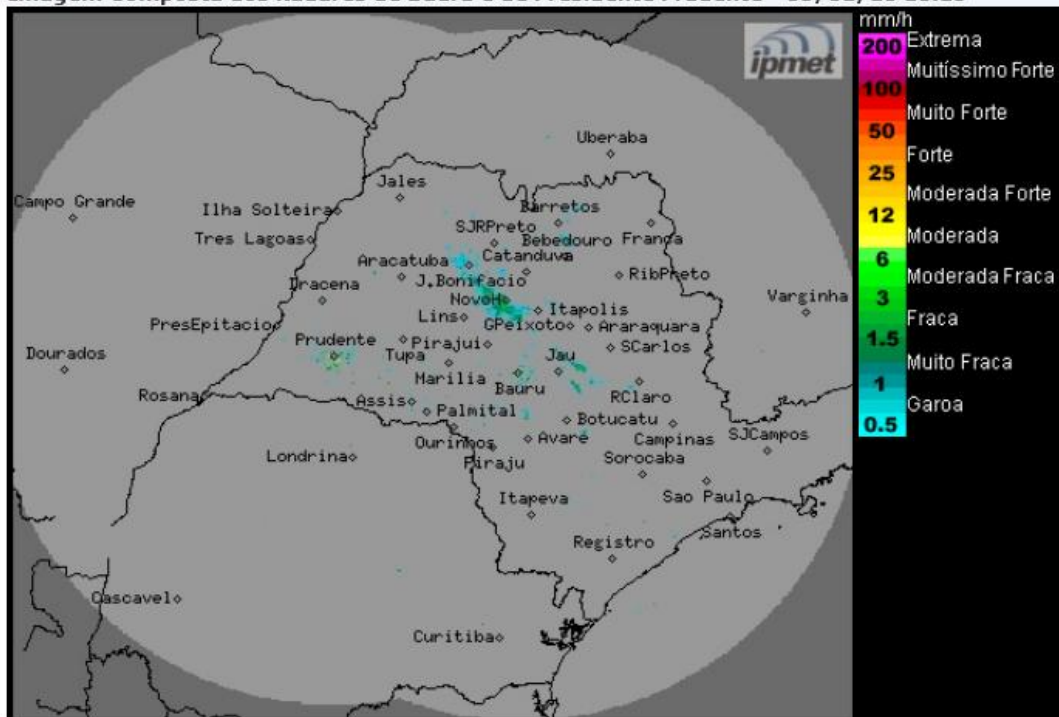 mm/h
200 Extrema
Muitíssimo Forte
100
Muito Forte
50
Forte
25
Moderada Forte
12
Moderada
6
Moderada Fraca
3
Fraca
1.5
Muito Fraca
1
Garoa
0.5
ipmet
Uberaba
Jales
Campo Grande
Ilha Solteira
Barretos
SJRPreto
Tres Lagoas
Bebedouro Franca
Aracatuba
Catanduva
RibPreto
J.Bonifacio
Dracena
NovoH
Itapolis
Varginha
Lins
GPeixoto
Araraquara
PresEpitacio
Prudente
Pirajui
SCarlos
Dourados
Tupa
Jau
Marilia
Bauru
Rosana
Assis
RClaro
Palmital
Botucatu
Ourinhos
Avare
Campinas
SJCampos
Londrina
Piraju
Sorocaba
Itapeva
Sao Paulo
Santos
Registro
Cascavel
Curitiba